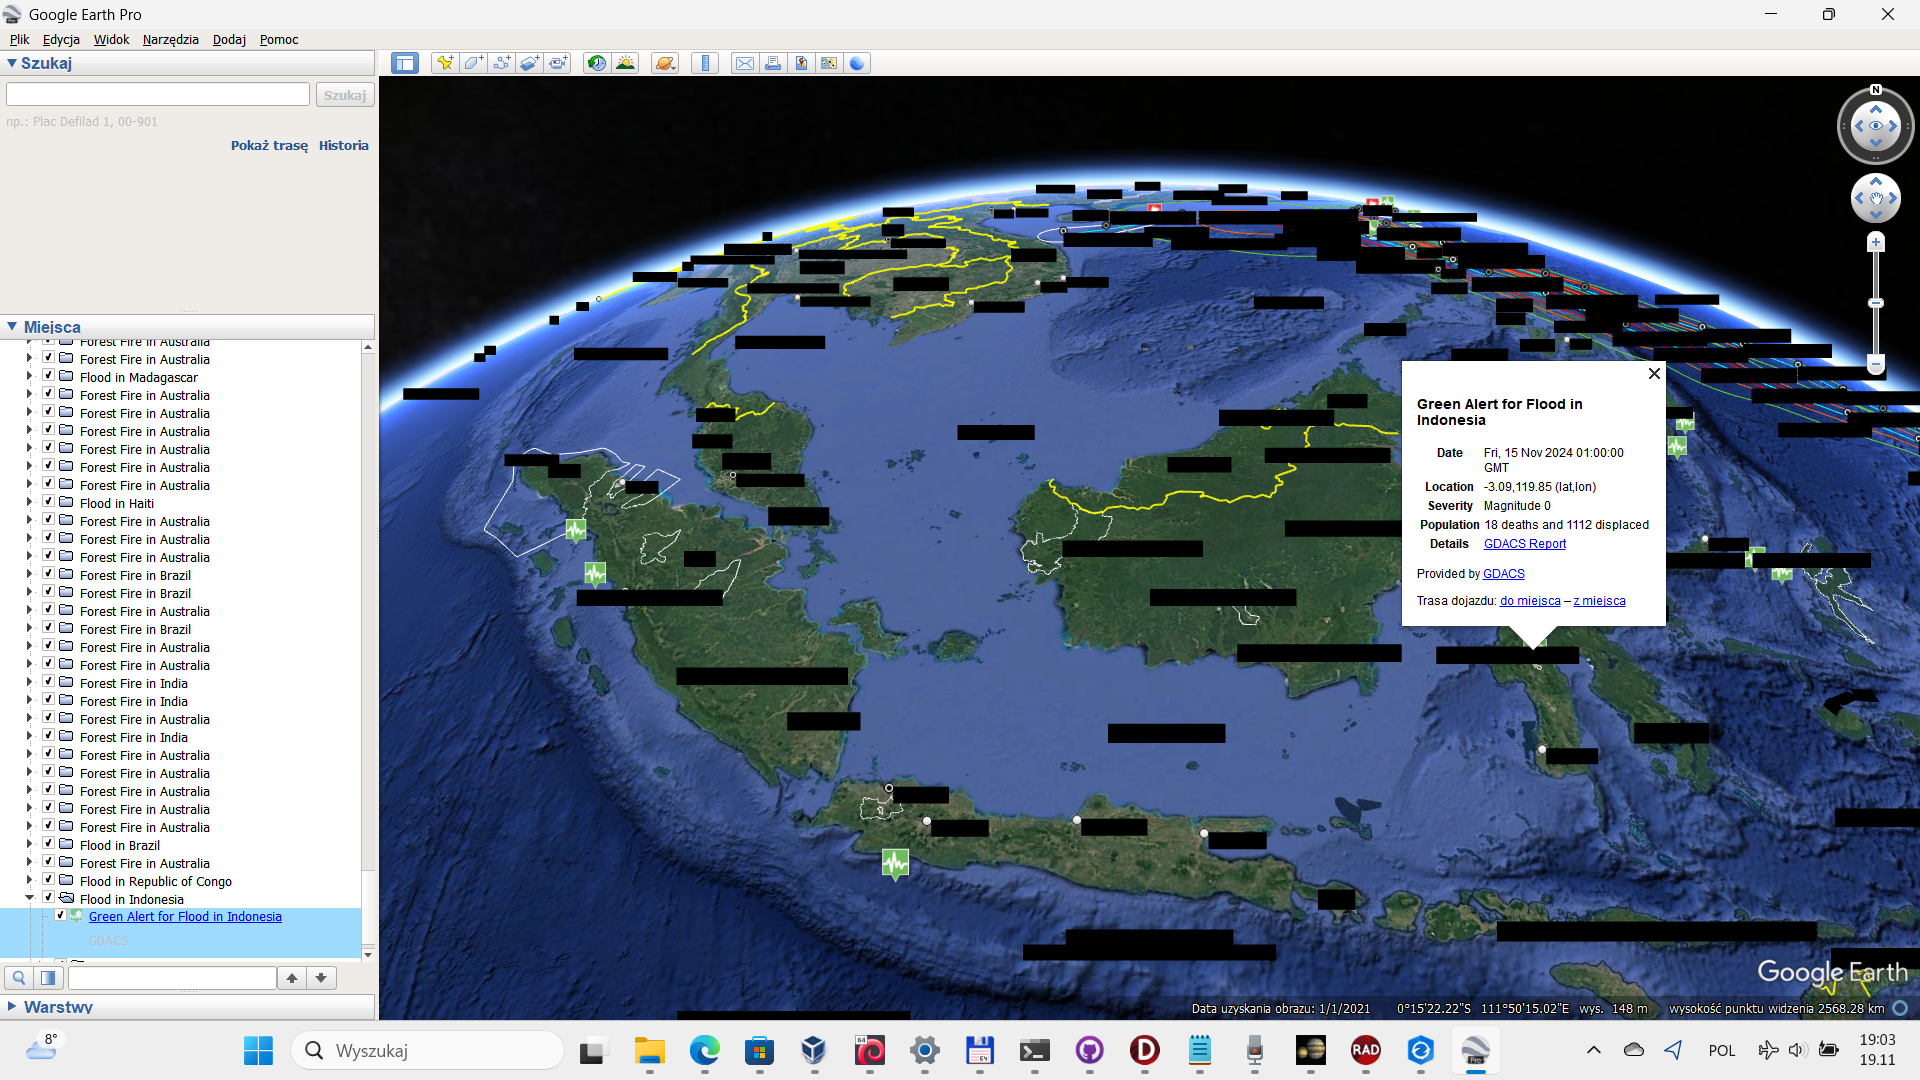 Google Earth Pro
Plik Edycja Widok Narzędzia Dodaj Pomoc
Szukaj
Szukaj
np.: Plac Defilad 1, 00-901
Pokaż trasę Historia
Miejsca
Forest Fire in Australia
Forest Fire in Australia
Flood in Madagascar
Forest Fire in Australia
Forest Fire in Australia
Forest Fire in Australia
Forest Fire in Australia
Forest Fire in Australia
Forest Fire in Australia
Flood in Haiti
Forest Fire in Australia
Forest Fire in Australia
Forest Fire in Australia
Forest Fire in Brazil
Forest Fire in Brazil
Forest Fire in Australia
Forest Fire in Brazil
Forest Fire in Australia
Forest Fire in Australia
Forest Fire in India
Forest Fire in India
Forest Fire in Australia
Forest Fire in India
Forest Fire in Australia
Forest Fire in Australia
Forest Fire in Australia
Forest Fire in Australia
Forest Fire in Australia
Flood in Brazil
Forest Fire in Australia
Flood in Republic of Congo
Flood in Indonesia
Green Alert for Flood in Indonesia
GDACS
Warstwy
N
Green Alert for Flood in
Indonesia
Date Fri, 15 Nov 2024 01:00:00
GMT
Location -3.09,119.85 (lat,lon)
Severity Magnitude 0
Population 18 deaths and 1112 displaced
Details GDACS Report
Provided by GDACS
Trasa dojazdu: do miejsca – z miejsca
Google Earth
Data uzyskania obrazu: 1/1/2021 0°15'22.22"S 111°50'15.02"E wys. 148 m wysokość punktu widzenia 2568.28 km
8°
Wyszukaj
64
64
D
RAD
Pro
POL
19:03
19.11